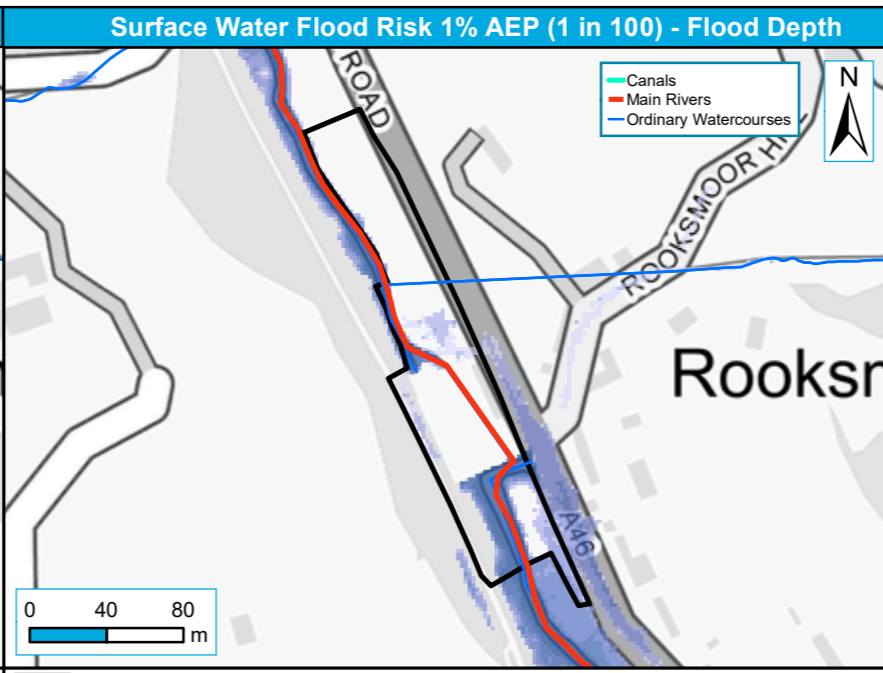 Surface Water Flood Risk 1% AEP (1 in 100) - Flood Depth
ROAD
Canals
Main Rivers
Ordinary Watercourses
N
ROOKSMOOR HILL
Rooksm
A46
0 40 80
m